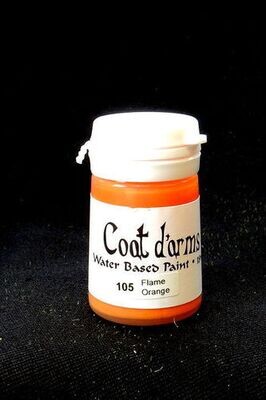 Coat d'arms
Water Based Paint •
105 Flame
Orange